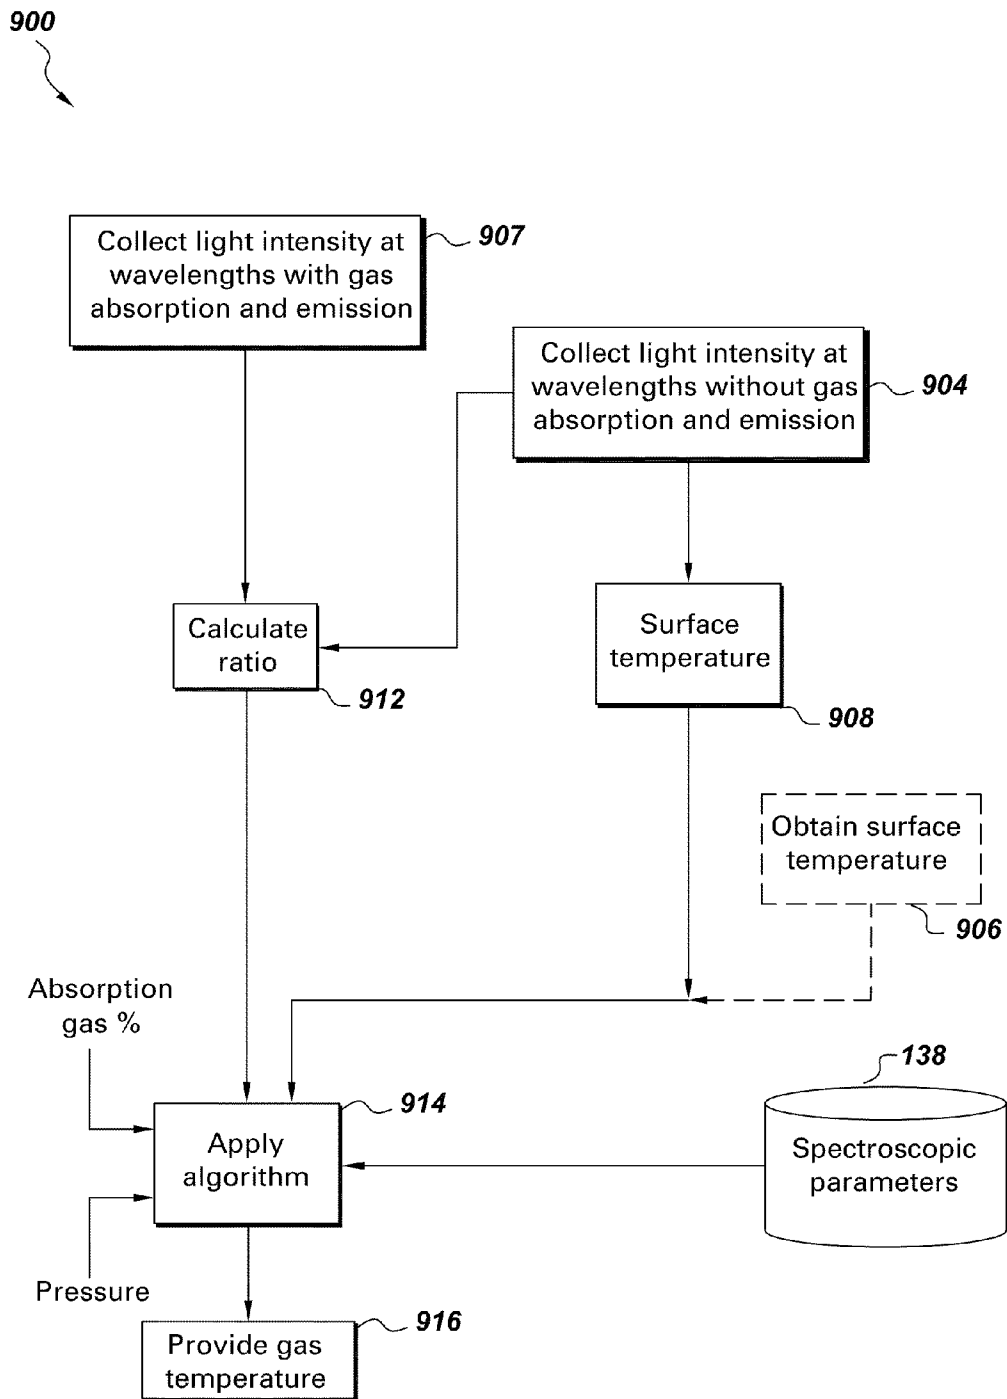 900
Collect light intensity at
wavelengths with gas
absorption and emission
907
Collect light intensity at
wavelengths without gas
absorption and emission
904
Calculate
ratio
912
Surface
temperature
908
Obtain surface
temperature
906
Absorption
gas %
138
Spectroscopic
parameters
914
Apply
algorithm
Pressure
916
Provide gas
temperature